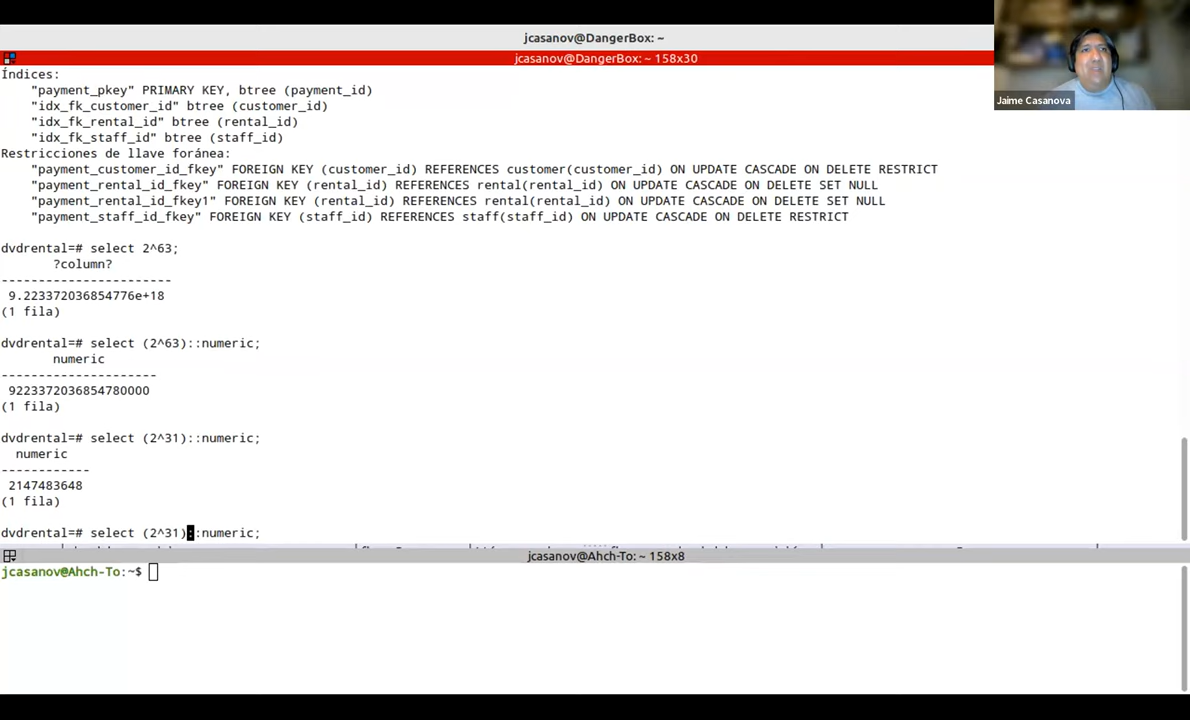 jcasanov@DangerBox: ~
jcasanov@DangerBox: ~ 158x30
Jaime Casanova
Índices:
"payment_pkey" PRIMARY KEY, btree (payment_id)
"idx_fk_customer_id" btree (customer_id)
"idx_fk_rental_id" btree (rental_id)
"idx_fk_staff_id" btree (staff_id)
Restricciones de llave foránea:
"payment_customer_id_fkey" FOREIGN KEY (customer_id) REFERENCES customer(customer_id) ON UPDATE CASCADE ON DELETE RESTRICT
"payment_rental_id_fkey" FOREIGN KEY (rental_id) REFERENCES rental(rental_id) ON UPDATE CASCADE ON DELETE SET NULL
"payment_rental_id_fkey1" FOREIGN KEY (rental_id) REFERENCES rental(rental_id) ON UPDATE CASCADE ON DELETE SET NULL
"payment_staff_id_fkey" FOREIGN KEY (staff_id) REFERENCES staff(staff_id) ON UPDATE CASCADE ON DELETE RESTRICT
dvdrental=# select 2^63;
?column?
-----------------------
9.223372036854776e+18
(1 fila)
dvdrental=# select (2^63)::numeric;
numeric
---------------------
9223372036854780000
(1 fila)
dvdrental=# select (2^31)::numeric;
numeric
------------
2147483648
(1 fila)
dvdrental=# select (2^31)::numeric;
jcasanov@Ahch-To: ~ 158x8
jcasanov@Ahch-To:~$